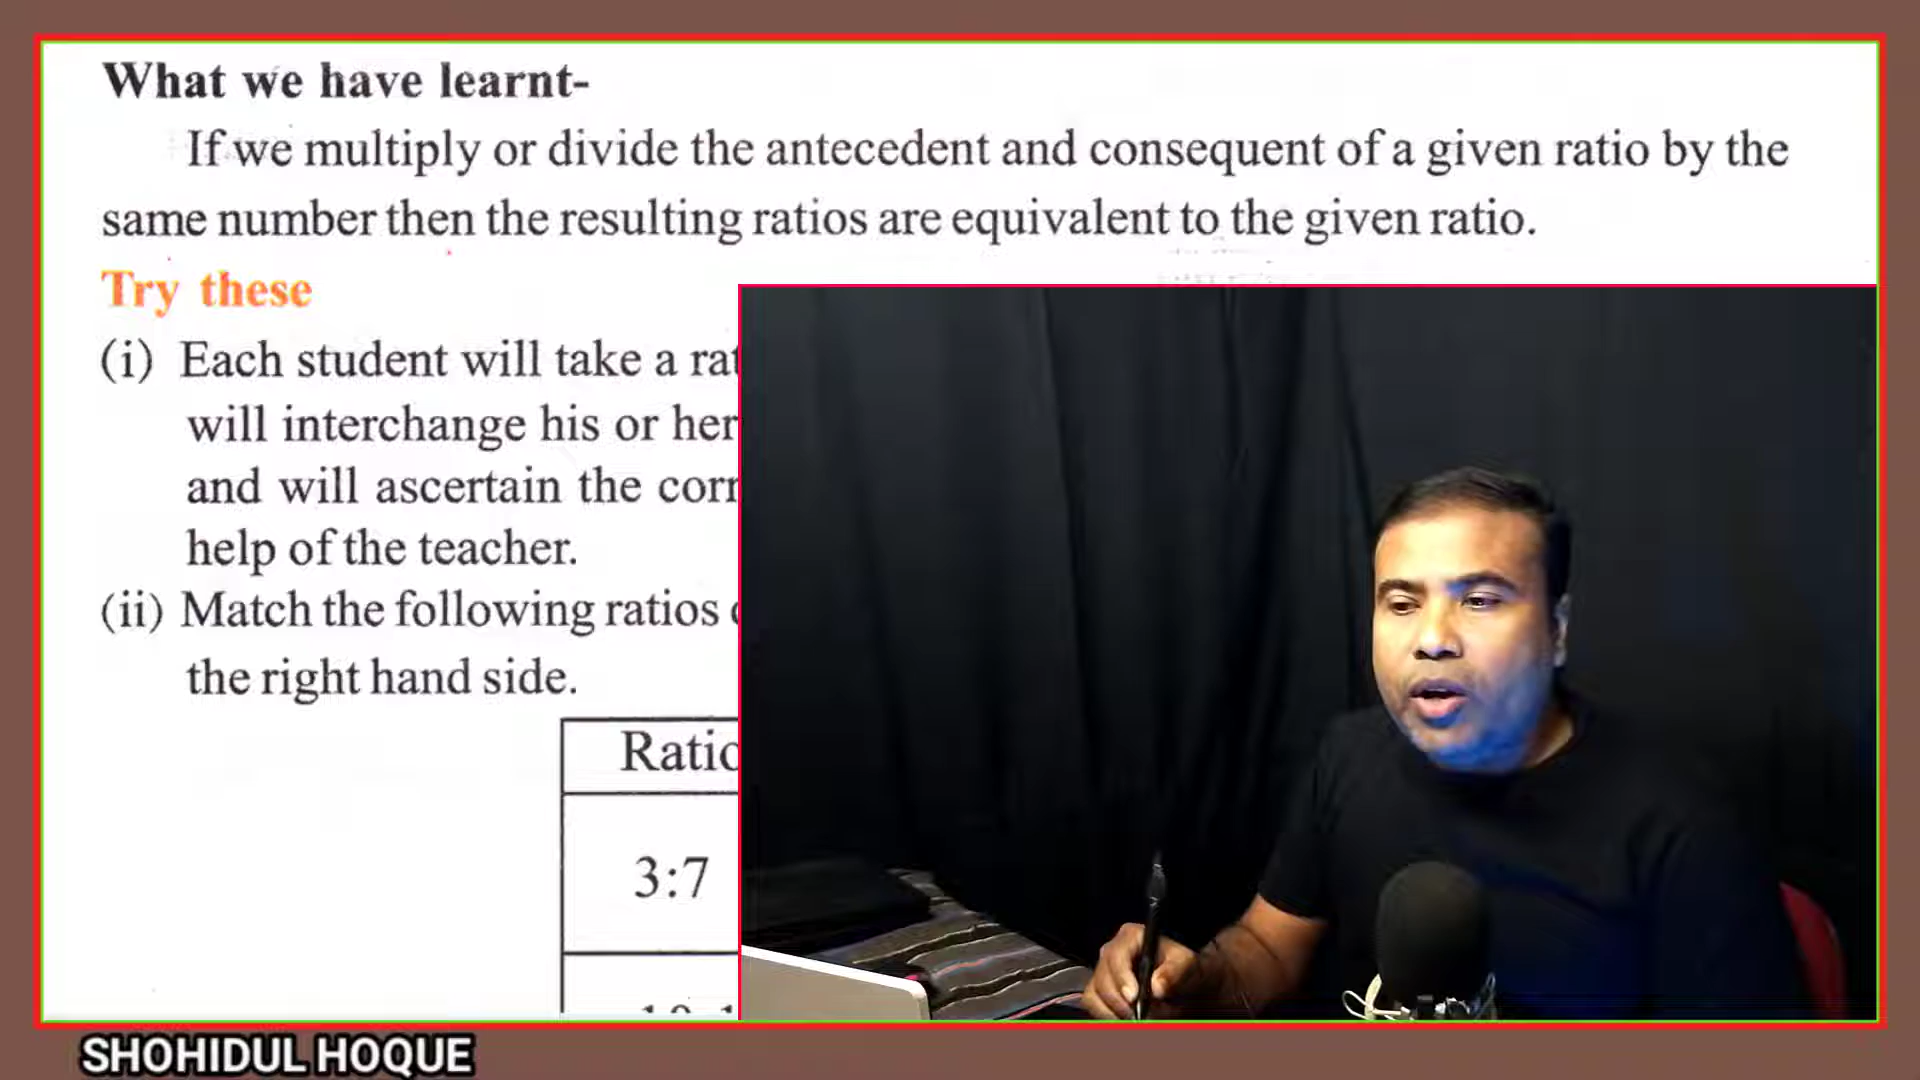 What we have learnt-
If we multiply or divide the antecedent and consequent of a given ratio by the
same number then the resulting ratios are equivalent to the given ratio.
Try these
(i) Each student will take a
will interchange his or her
and will ascertain the
help of the teacher.
(ii) Match the following ratios
the right hand side.
3:7
SHOHIDUL HOQUE